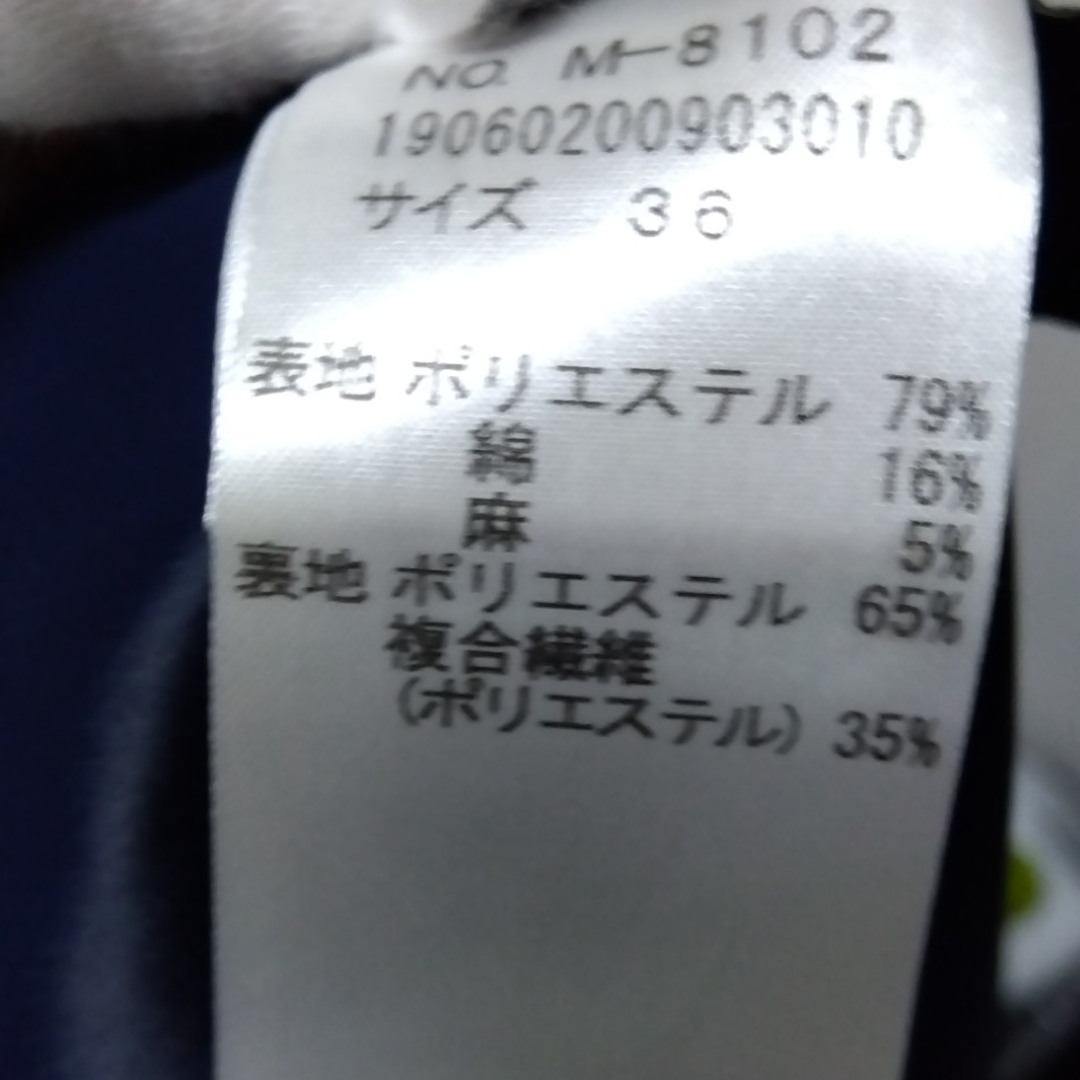 NO. M-8102
19060200903010
サイズ 36
表地 ポリエステル 79%
綿 16%
麻 5%
裏地 ポリエステル 65%
複合繊維
(ポリエステル) 35%